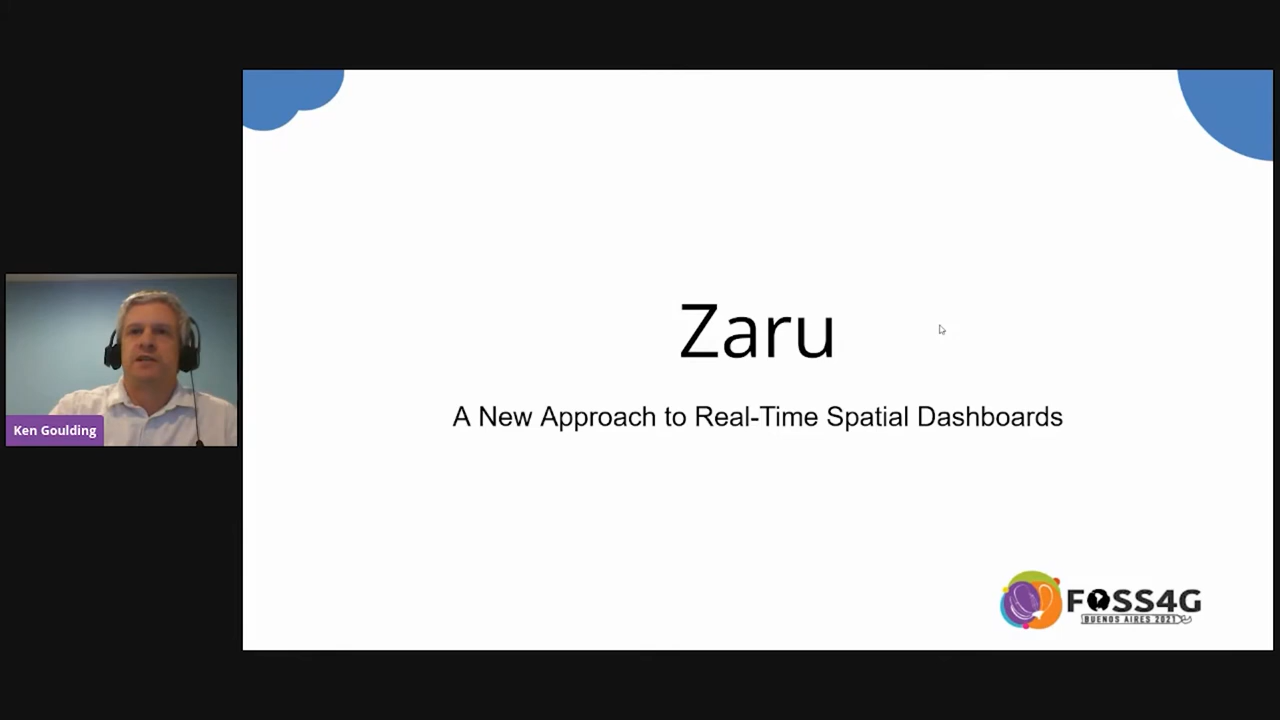 Zaru
A New Approach to Real-Time Spatial Dashboards
Ken Goulding
FOSS4G
BUENOS AIRES 2021